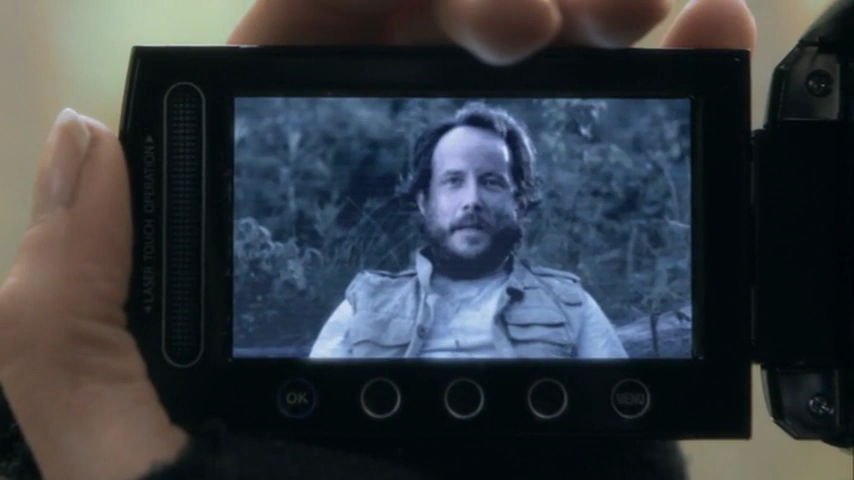 ◄ LASER TOUCH OPERATION ►
OK
MENU